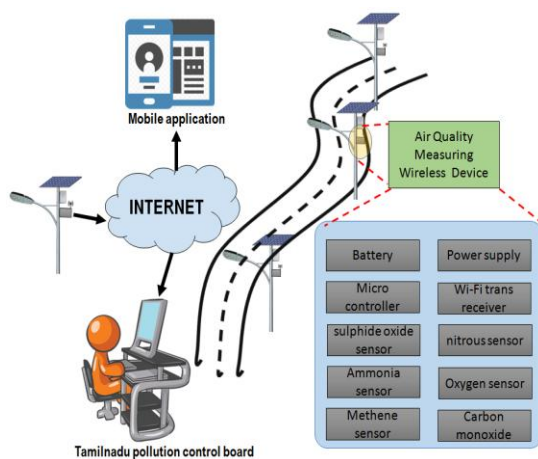 Mobile application
INTERNET
Tamilnadu pollution control board
Air Quality
Measuring
Wireless Device
Battery
Power supply
Micro
controller
Wi-Fi trans
receiver
sulphide oxide
sensor
nitrous sensor
Ammonia
sensor
Oxygen sensor
Methene
sensor
Carbon
monoxide